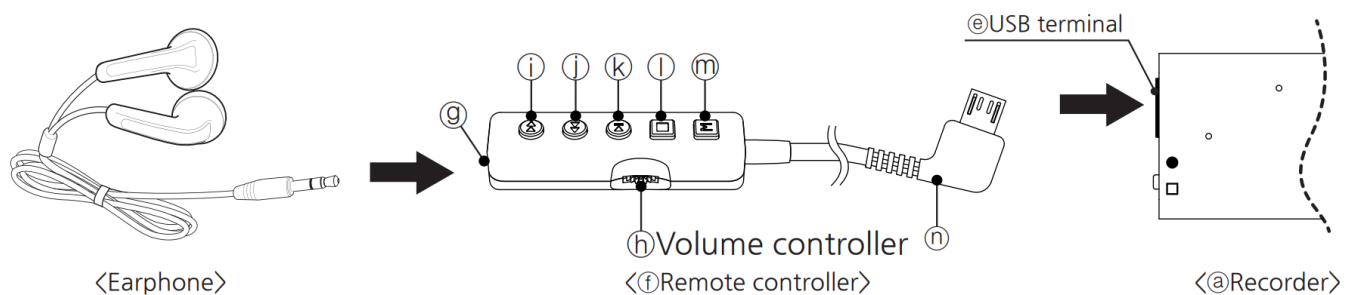 ⓔUSB terminal
ⓘ ⓙ ⓚ ⓛ ⓜ
ⓖ
M
ⓗVolume controller ⓝ
〈Earphone〉 〈ⓕRemote controller〉 〈ⓐRecorder〉